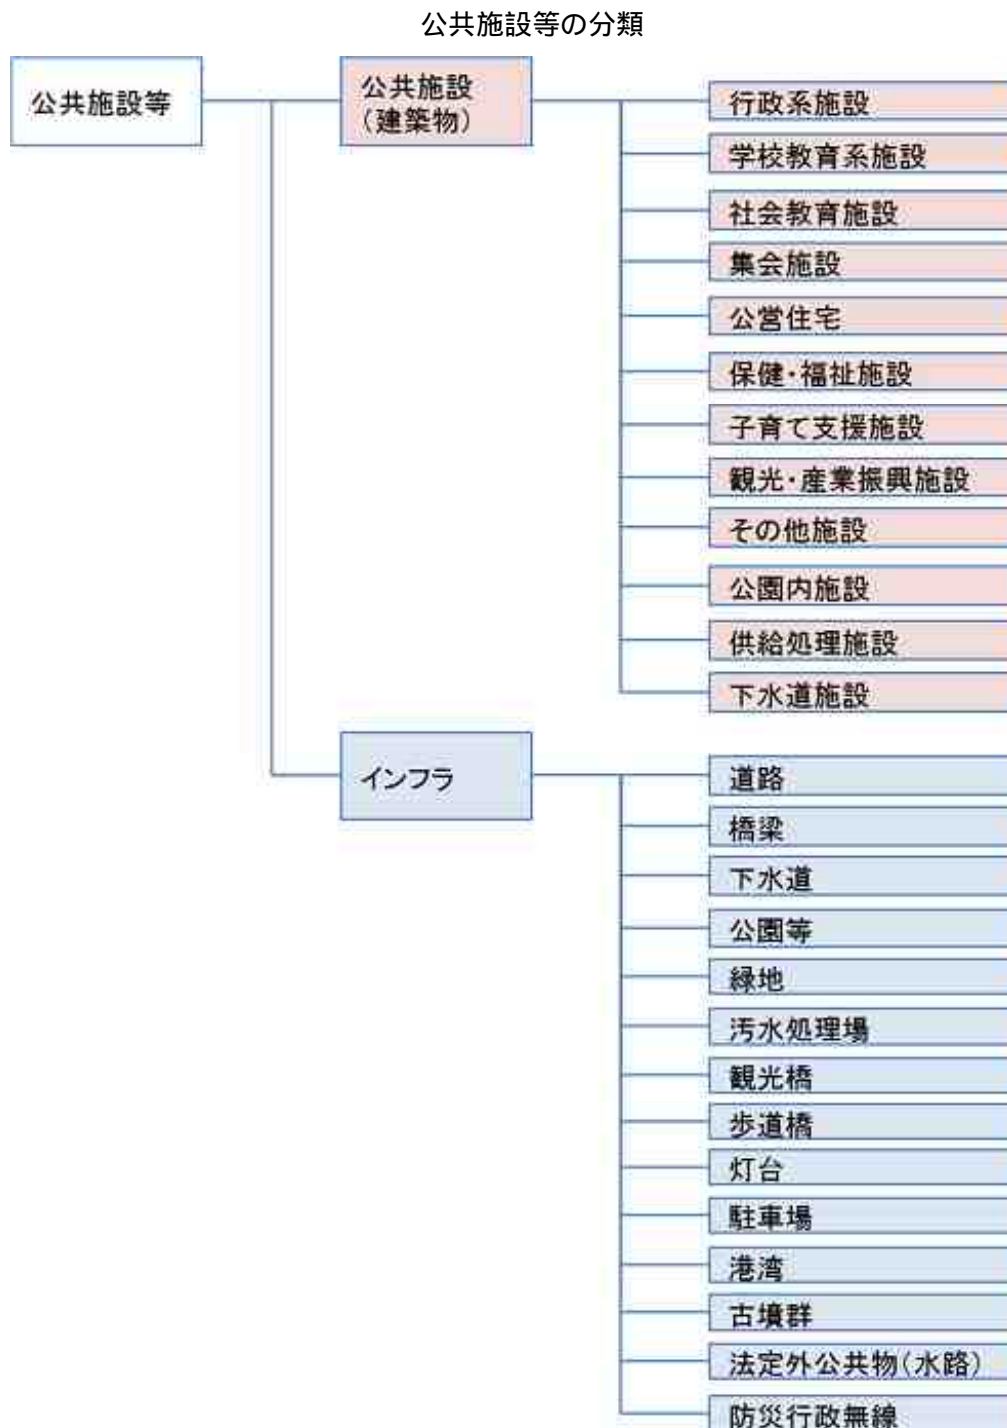 公共施設等の分類
公共施設等
公共施設
(建築物)
行政系施設
学校教育系施設
社会教育施設
集会施設
公営住宅
保健・福祉施設
子育て支援施設
観光・産業振興施設
その他施設
公園内施設
供給処理施設
下水道施設
インフラ
道路
橋梁
下水道
公園等
緑地
汚水処理場
観光橋
歩道橋
灯台
駐車場
港湾
古墳群
法定外公共物(水路)
防災行政無線